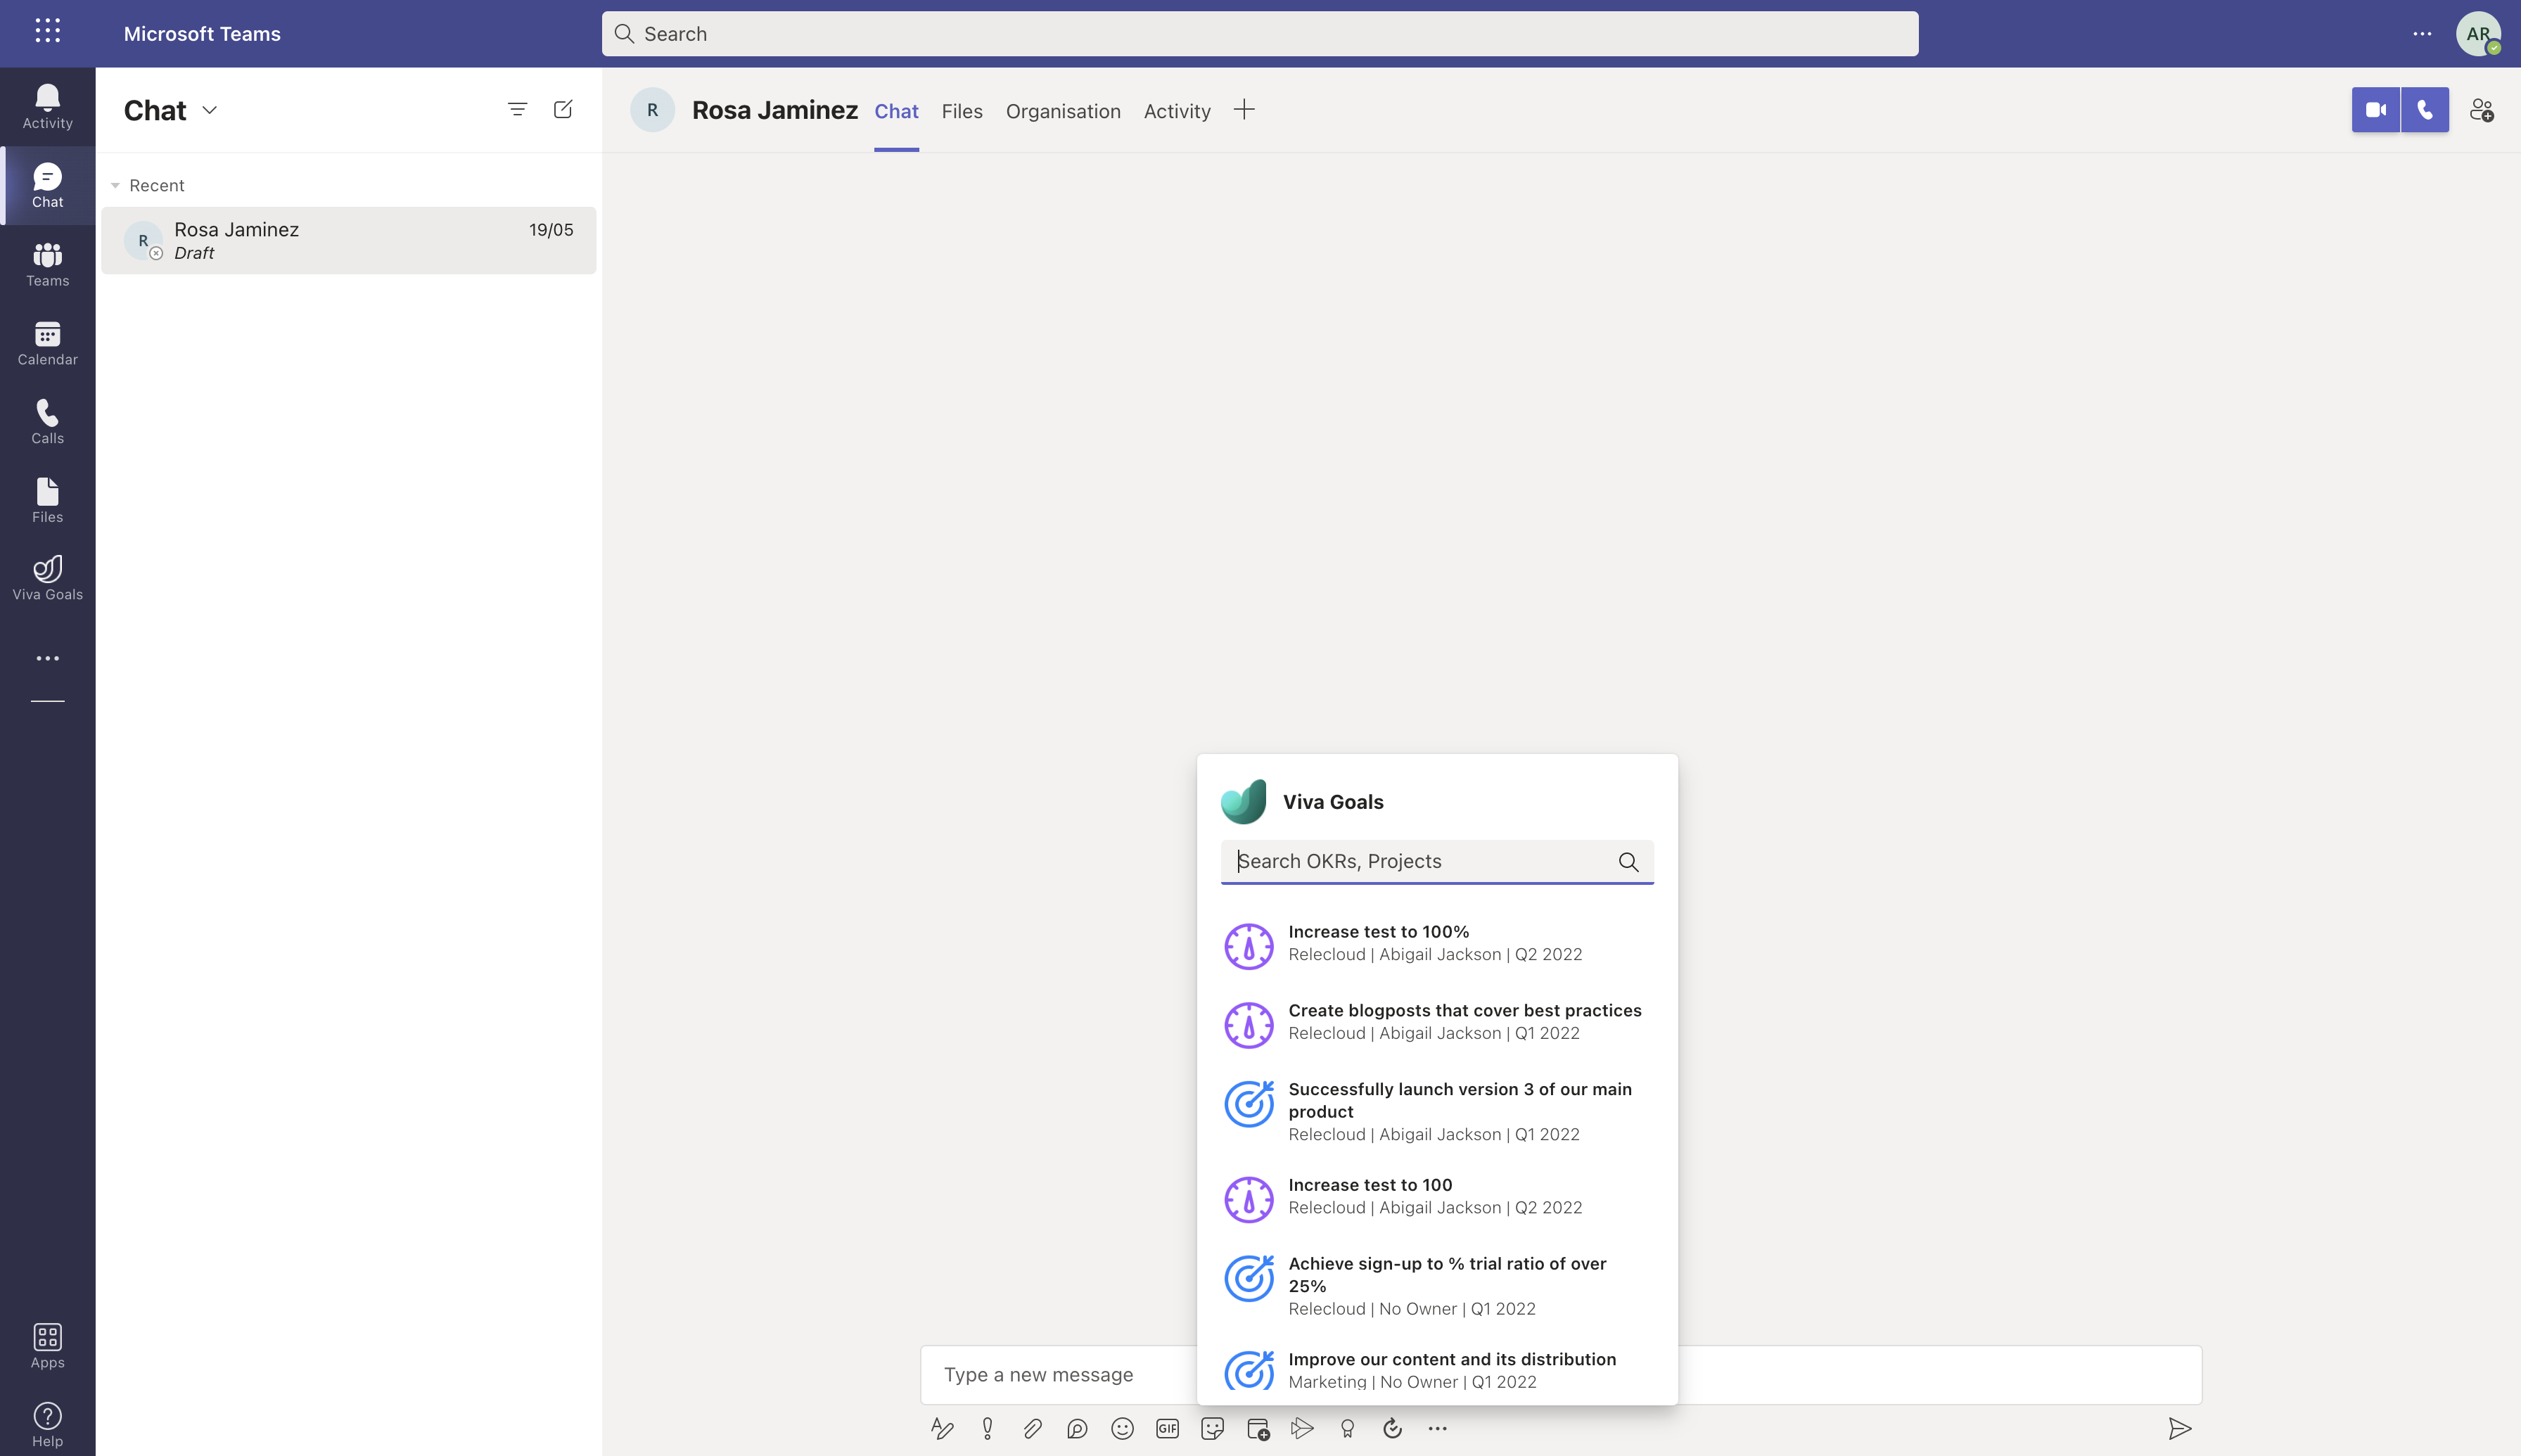 Microsoft Teams
Search
AR
Activity
Chat
Teams
Calendar
Calls
Files
Viva Goals
Apps
Help
Chat
Recent
R
Rosa Jaminez
19/05
Draft
R
Rosa Jaminez
Chat
Files
Organisation
Activity
Viva Goals
Search OKRs, Projects
Increase test to 100%
Relecloud | Abigail Jackson | Q2 2022
Create blogposts that cover best practices
Relecloud | Abigail Jackson | Q1 2022
Successfully launch version 3 of our main
product
Relecloud | Abigail Jackson | Q1 2022
Increase test to 100
Relecloud | Abigail Jackson | Q2 2022
Achieve sign-up to % trial ratio of over
25%
Relecloud | No Owner | Q1 2022
Improve our content and its distribution
Marketing | No Owner | Q1 2022
Type a new message
GIF